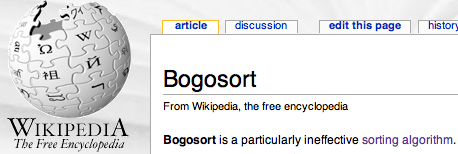 article discussion edit this page history
Bogosort
From Wikipedia, the free encyclopedia
Bogosort is a particularly ineffective sorting algorithm.
WIKIPEDIA
The Free Encyclopedia